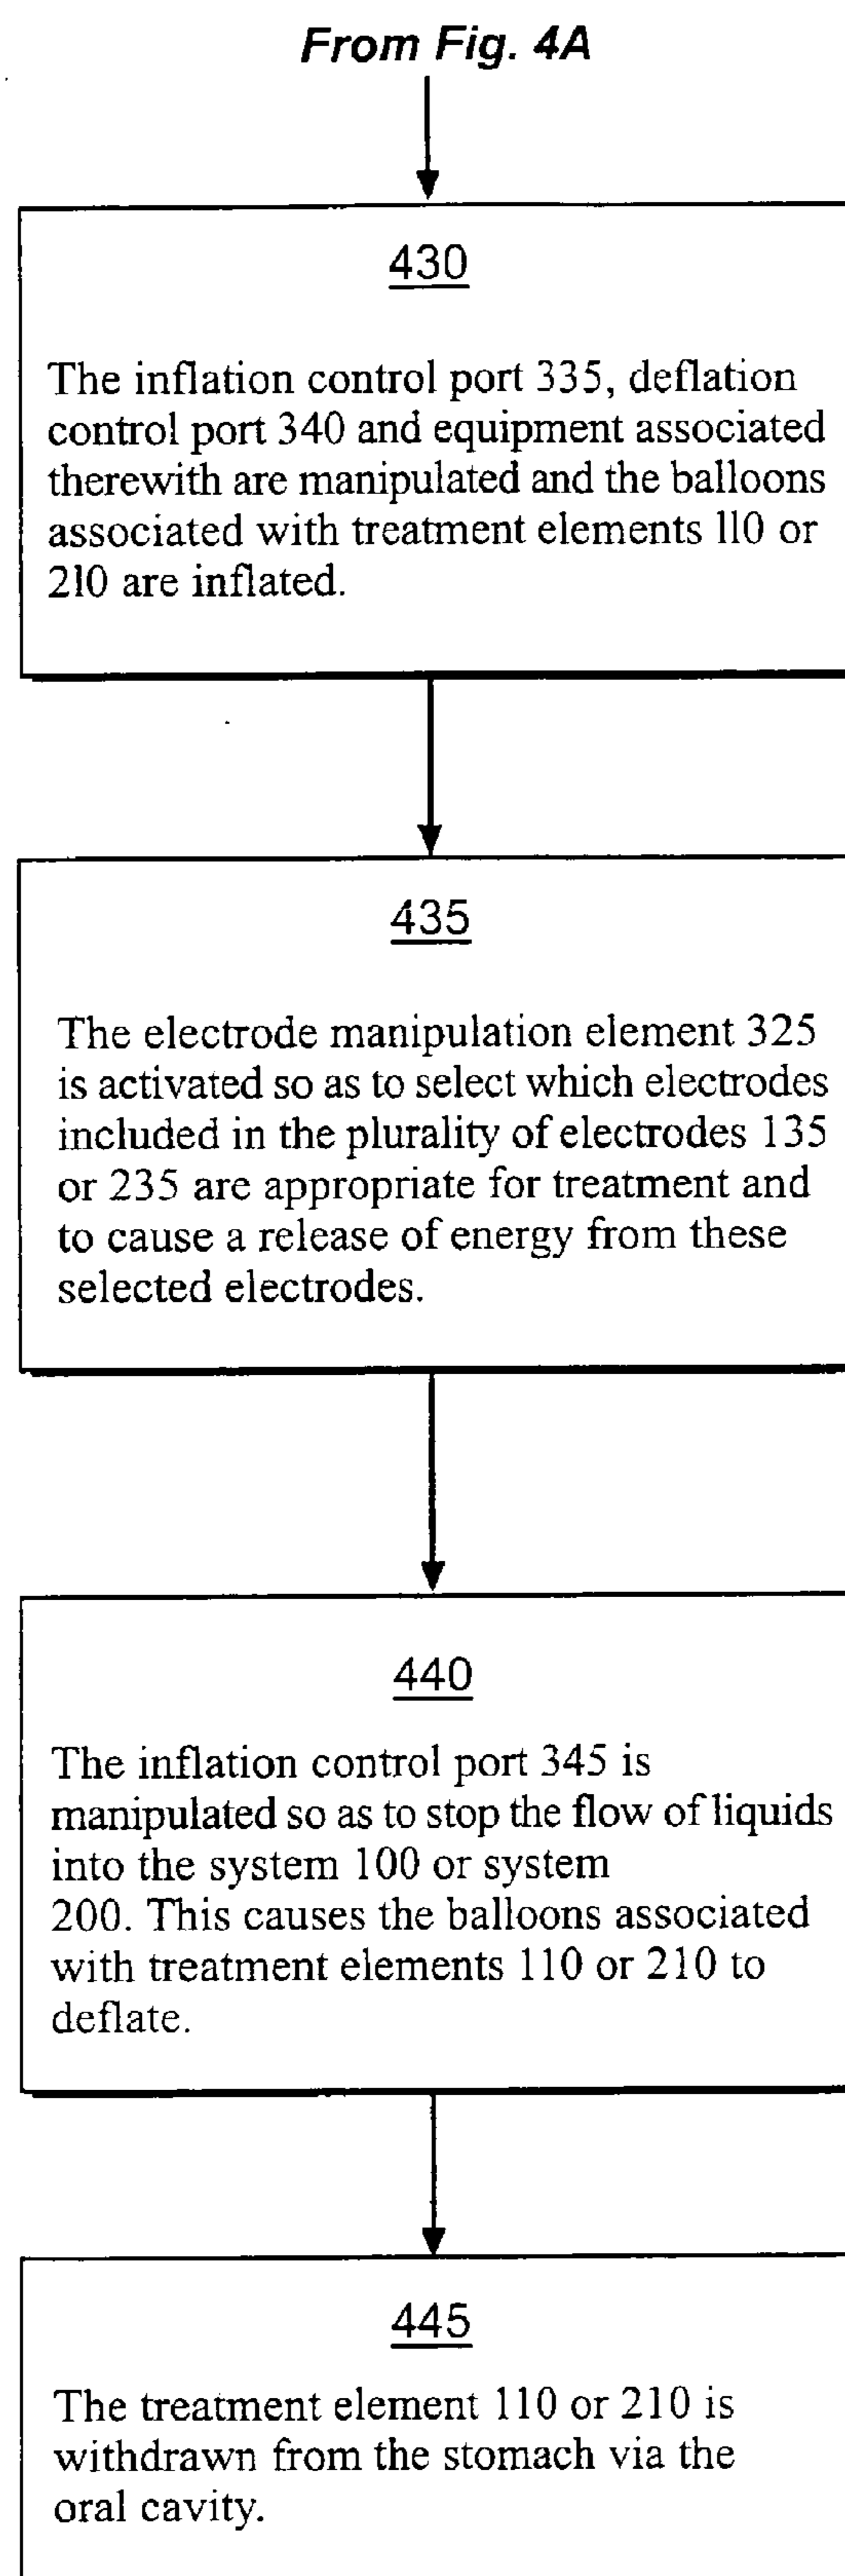 From Fig. 4A
430
The inflation control port 335, deflation
control port 340 and equipment associated
therewith are manipulated and the balloons
associated with treatment elements 110 or
210 are inflated.
435
The electrode manipulation element 325
is activated so as to select which electrodes
included in the plurality of electrodes 135
or 235 are appropriate for treatment and
to cause a release of energy from these
selected electrodes.
440
The inflation control port 345 is
manipulated so as to stop the flow of liquids
into the system 100 or system
200. This causes the balloons associated
with treatment elements 110 or 210 to
deflate.
445
The treatment element 110 or 210 is
withdrawn from the stomach via the
oral cavity.